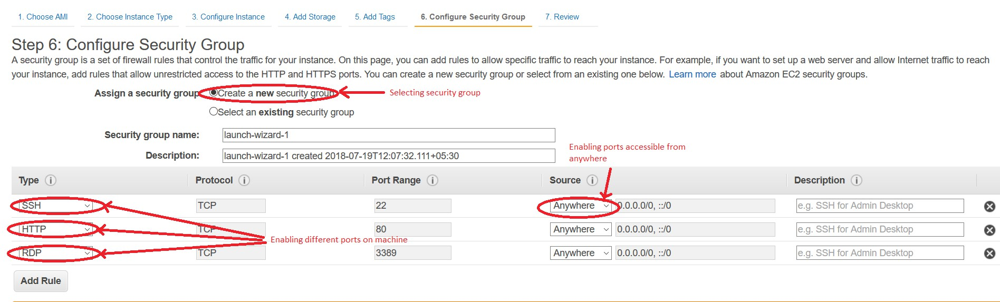 1. Choose AMI 2. Choose Instance Type 3. Configure Instance 4. Add Storage 5. Add Tags 6. Configure Security Group 7. Review
Step 6: Configure Security Group
A security group is a set of firewall rules that control the traffic for your instance. On this page, you can add rules to allow specific traffic to reach your instance. For example, if you want to set up a web server and allow Internet traffic to reach
your instance, add rules that allow unrestricted access to the HTTP and HTTPS ports. You can create a new security group or select from an existing one below. Learn more about Amazon EC2 security groups.
Assign a security group Create a new security group Selecting security group
Select an existing security group
Security group name: launch-wizard-1
Enabling ports accessible from
anywhere
Description: launch-wizard-1 created 2018-07-19T12:07:32.111+05:30
Type i Protocol i Port Range i Source i Description i
SSH TCP 22 Anywhere 0.0.0.0/0, ::/0 e.g. SSH for Admin Desktop
HTTP TCP 80 Anywhere 0.0.0.0/0, ::/0 e.g. SSH for Admin Desktop
Enabling different ports on machine
RDP TCP 3389 Anywhere 0.0.0.0/0, ::/0 e.g. SSH for Admin Desktop
Add Rule